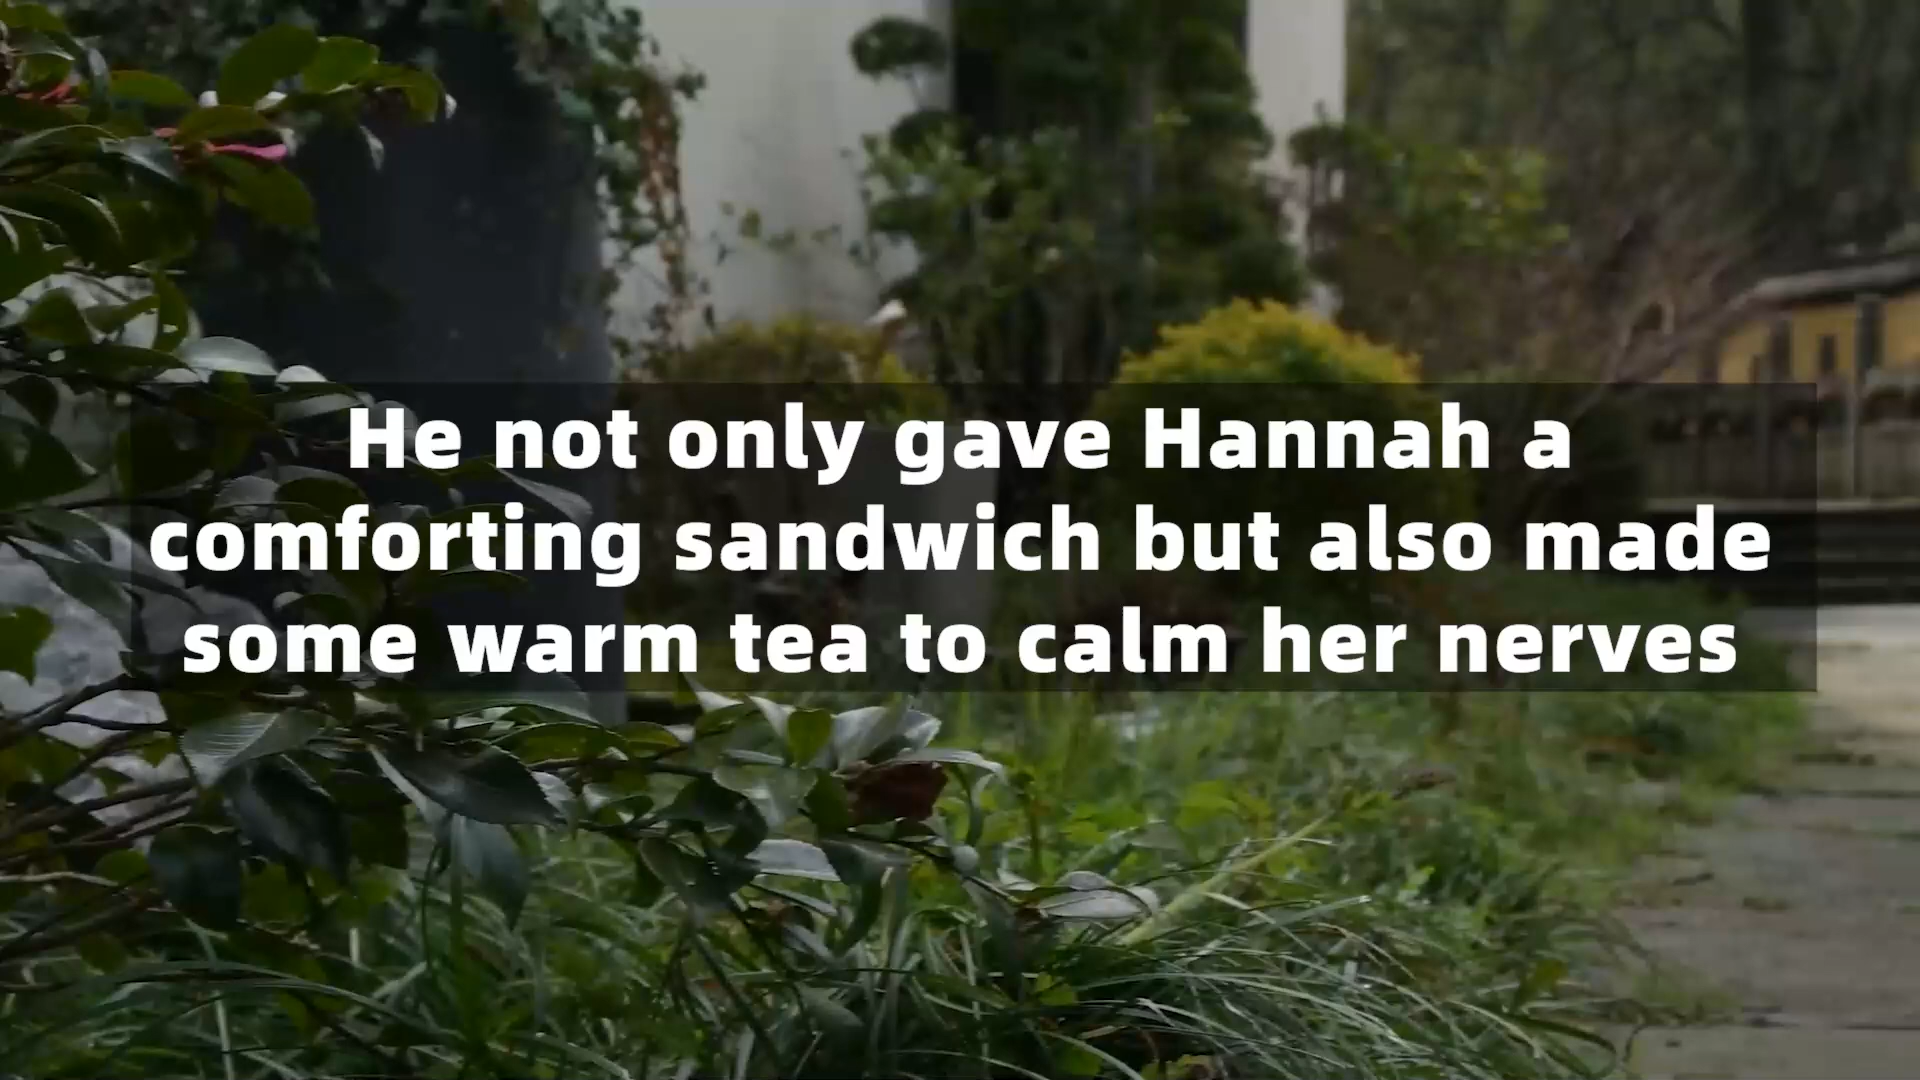 He not only gave Hannah a
comforting sandwich but also made
some warm tea to calm her nerves